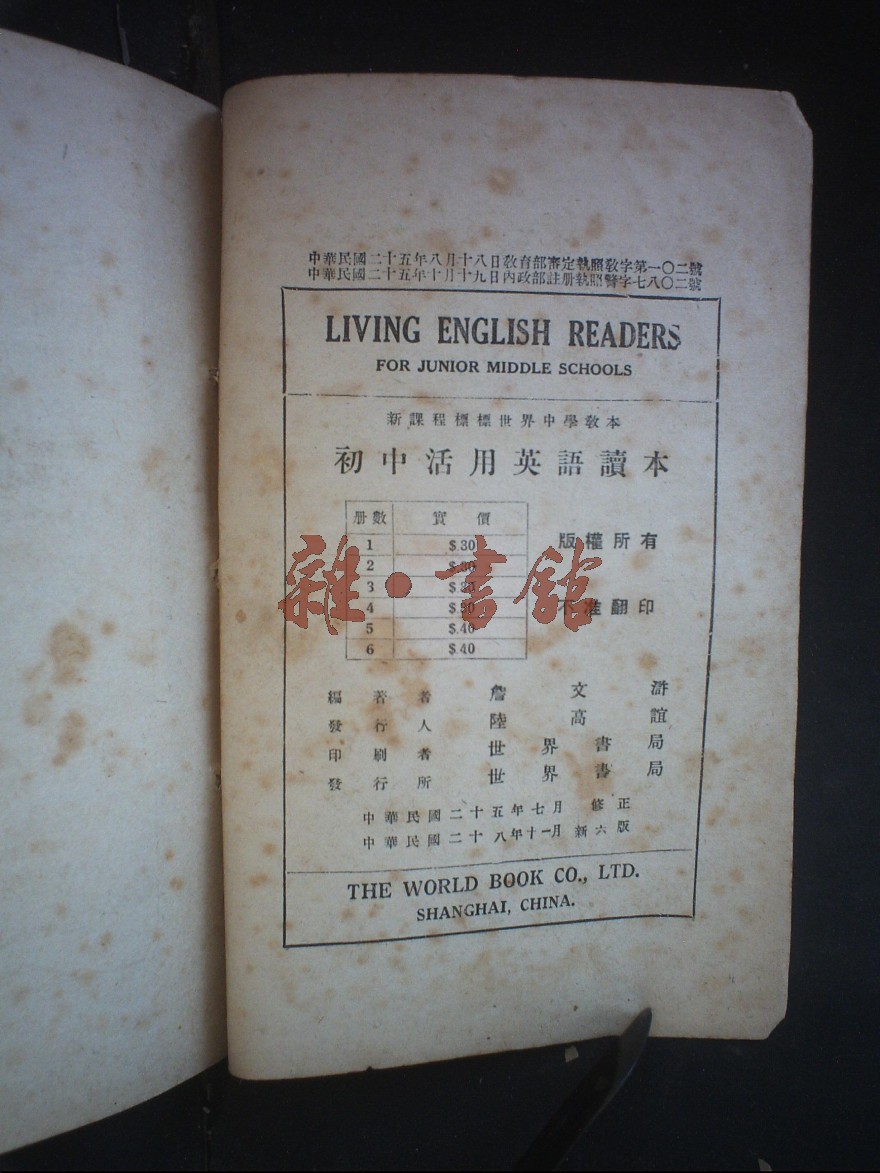 中華民國二十五年八月十八日教育部審定執照教字第一〇二號
中華民國二十五年十月十九日內政部註册執照警字七八〇二號
LIVING ENGLISH READERS
FOR JUNIOR MIDDLE SCHOOLS
新課程標標世界中學教本
初中活用英語讀本
册數 實價
1 $.30
2
3
4
5 $.40
6 $.40
版權所有
不准翻印
雜·書館
編著者 詹文滸
發行人 陸高誼
印刷者 世界書局
發行所 世界書局
中華民國二十五年七月 修正
中華民國二十八年十一月 新六版
THE WORLD BOOK CO., LTD.
SHANGHAI, CHINA.